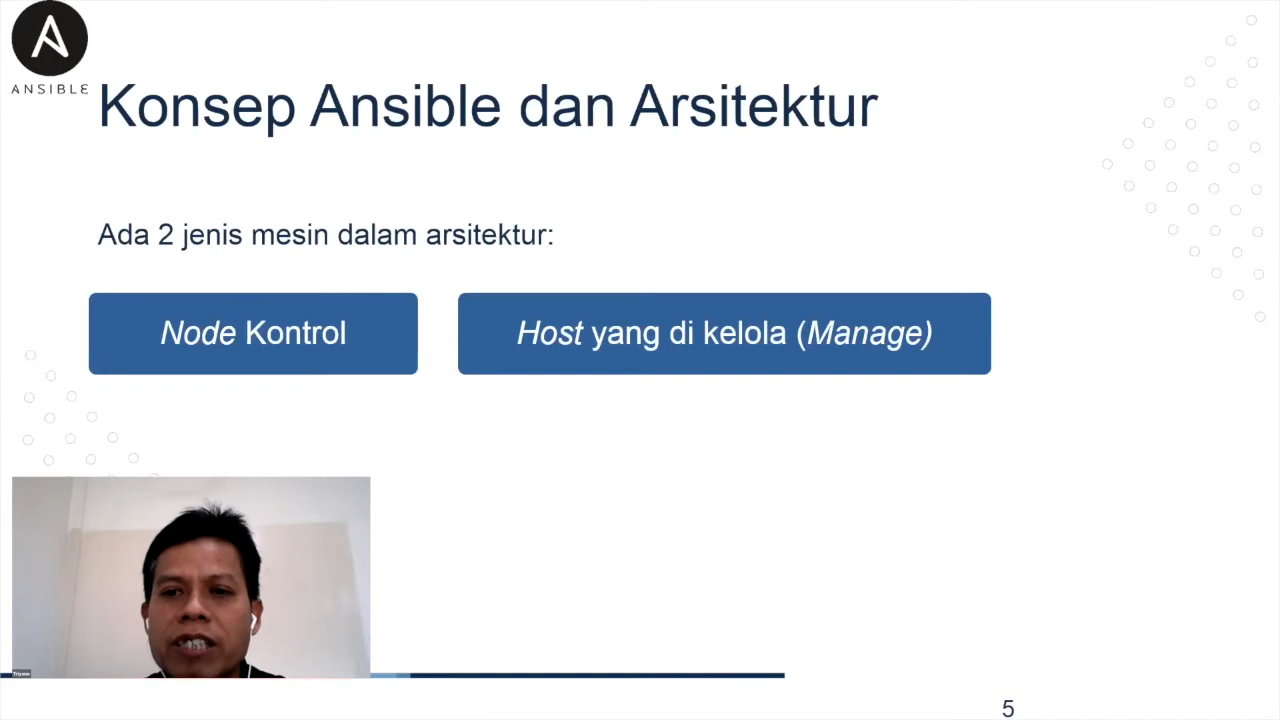 ANSIBLE
Konsep Ansible dan Arsitektur
Ada 2 jenis mesin dalam arsitektur:
Node Kontrol
Host yang di kelola (Manage)
Triyono
5